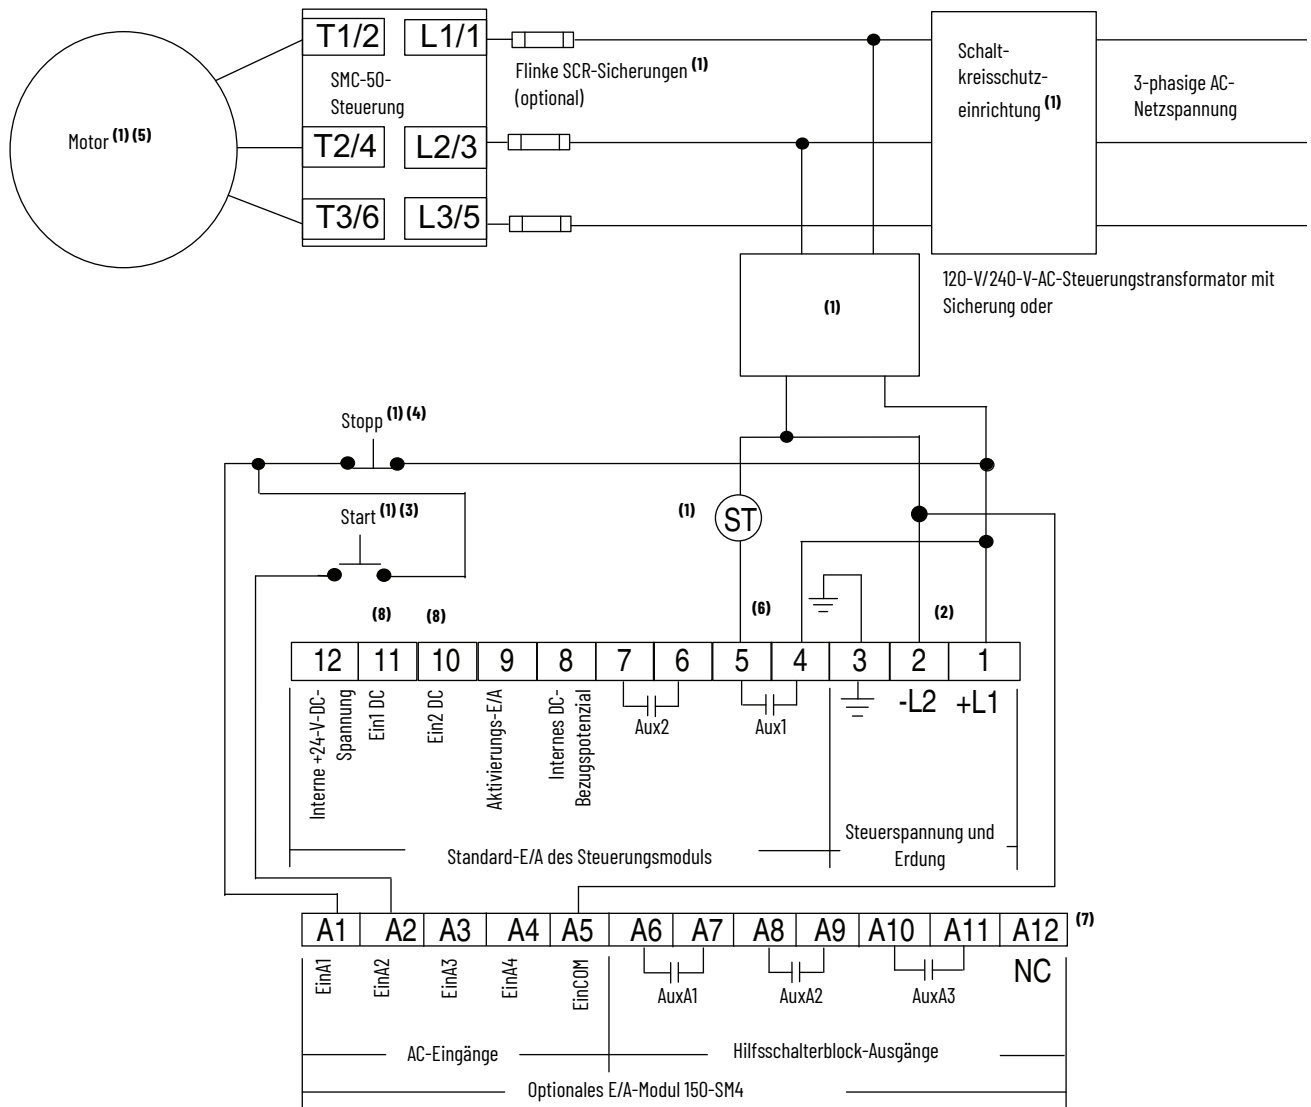 T1/2
L1/1
SMC-50-
Steuerung
T2/4
L2/3
T3/6
L3/5
Motor (1) (5)
Flinke SCR-Sicherungen (1)
(optional)
Schalt-
kreisschutz-
einrichtung (1)
3-phasige AC-
Netzspannung
120-V/240-V-AC-Steuerungstransformator mit
Sicherung oder
(1)
Stopp (1) (4)
Start (1) (3)
(1)
ST
(8)
(8)
(6)
(2)
12
11
10
9
8
7
6
5
4
3
2
1
Interne +24-V-DC-
Spannung
Ein1 DC
Ein2 DC
Aktivierungs-E/A
Internes DC-
Bezugspotenzial
Aux2
Aux1
-L2
+L1
Standard-E/A des Steuerungsmoduls
Steuerspannung und
Erdung
A1
A2
A3
A4
A5
A6
A7
A8
A9
A10
A11
A12
(7)
EinA1
EinA2
EinA3
EinA4
EinCOM
AuxA1
AuxA2
AuxA3
NC
AC-Eingänge
Hilfsschalterblock-Ausgänge
Optionales E/A-Modul 150-SM4